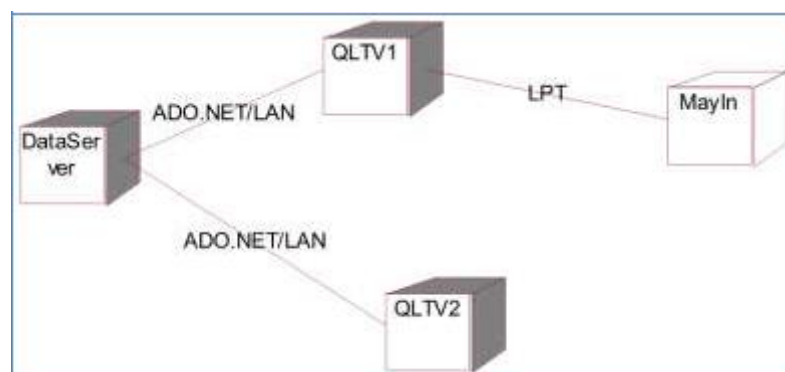 QLTV1
LPT
MayIn
ADO.NET/LAN
DataSer
ver
ADO.NET/LAN
QLTV2